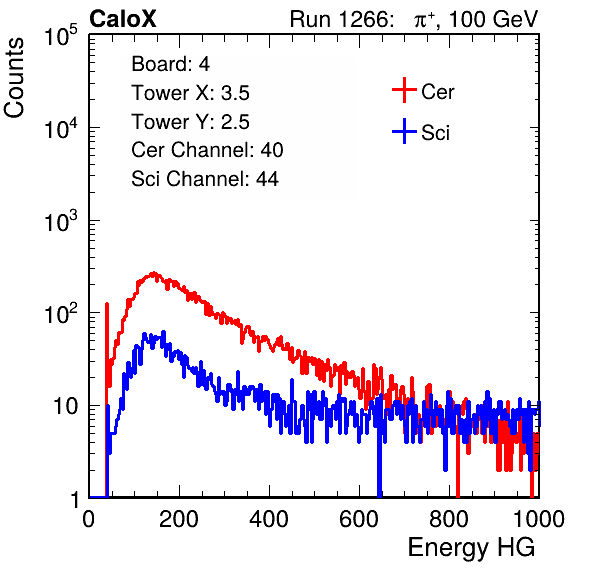 CaloX Run 1266: π⁺, 100 GeV
Board: 4
Tower X: 3.5
Tower Y: 2.5
Cer Channel: 40
Sci Channel: 44
Cer
Sci
Counts
10⁵
10⁴
10³
10²
10
1
0 200 400 600 800 1000
Energy HG